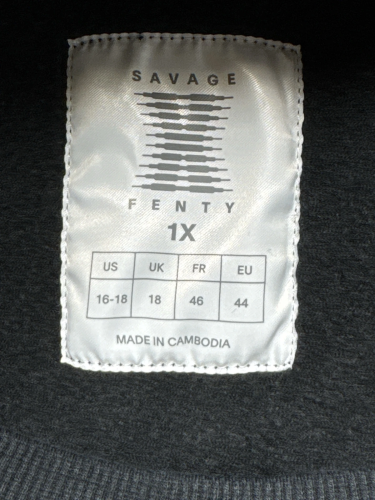 SAVAGE
FENTY
1X
US UK FR EU
16-18 18 46 44
MADE IN CAMBODIA